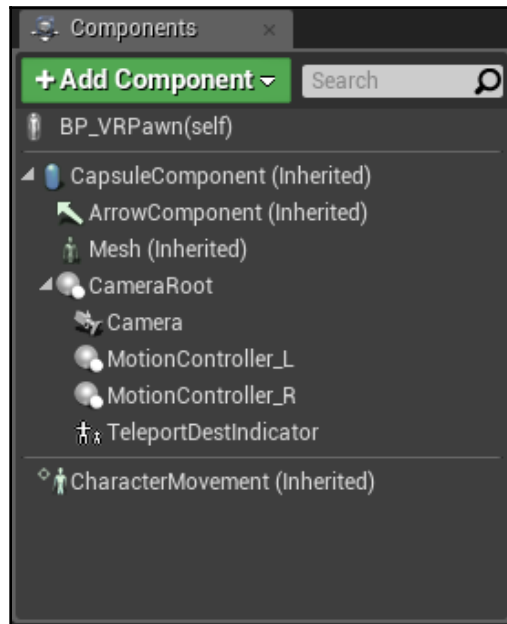 Components
+ Add Component
Search
BP_VRPawn(self)
CapsuleComponent (Inherited)
ArrowComponent (Inherited)
Mesh (Inherited)
CameraRoot
Camera
MotionController_L
MotionController_R
TeleportDestIndicator
CharacterMovement (Inherited)